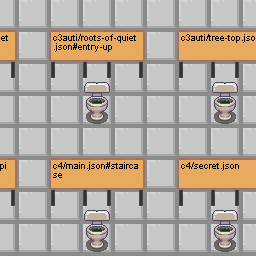 et
c3auti/roots-of-quiet
.json#entry-up
c3auti/tree-top.jso
pi
c4/main.json#stairca
se
c4/secret.json